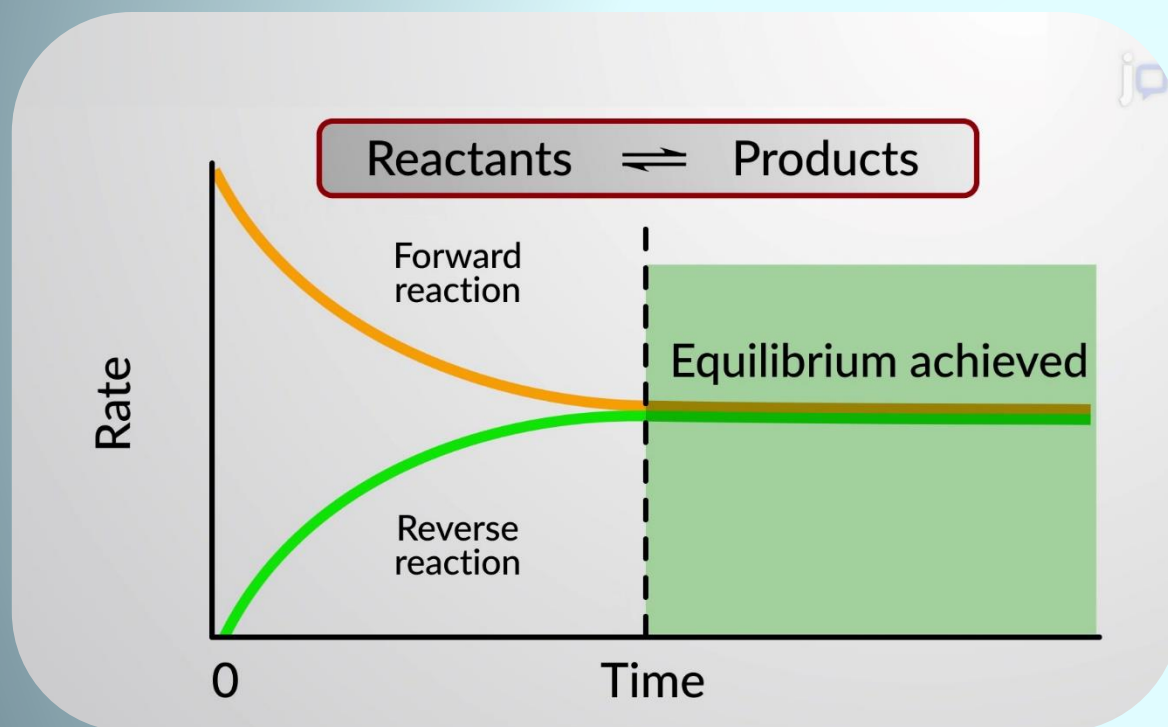 Reactants ⇌ Products
Forward
reaction
Equilibrium achieved
Rate
Reverse
reaction
0
Time